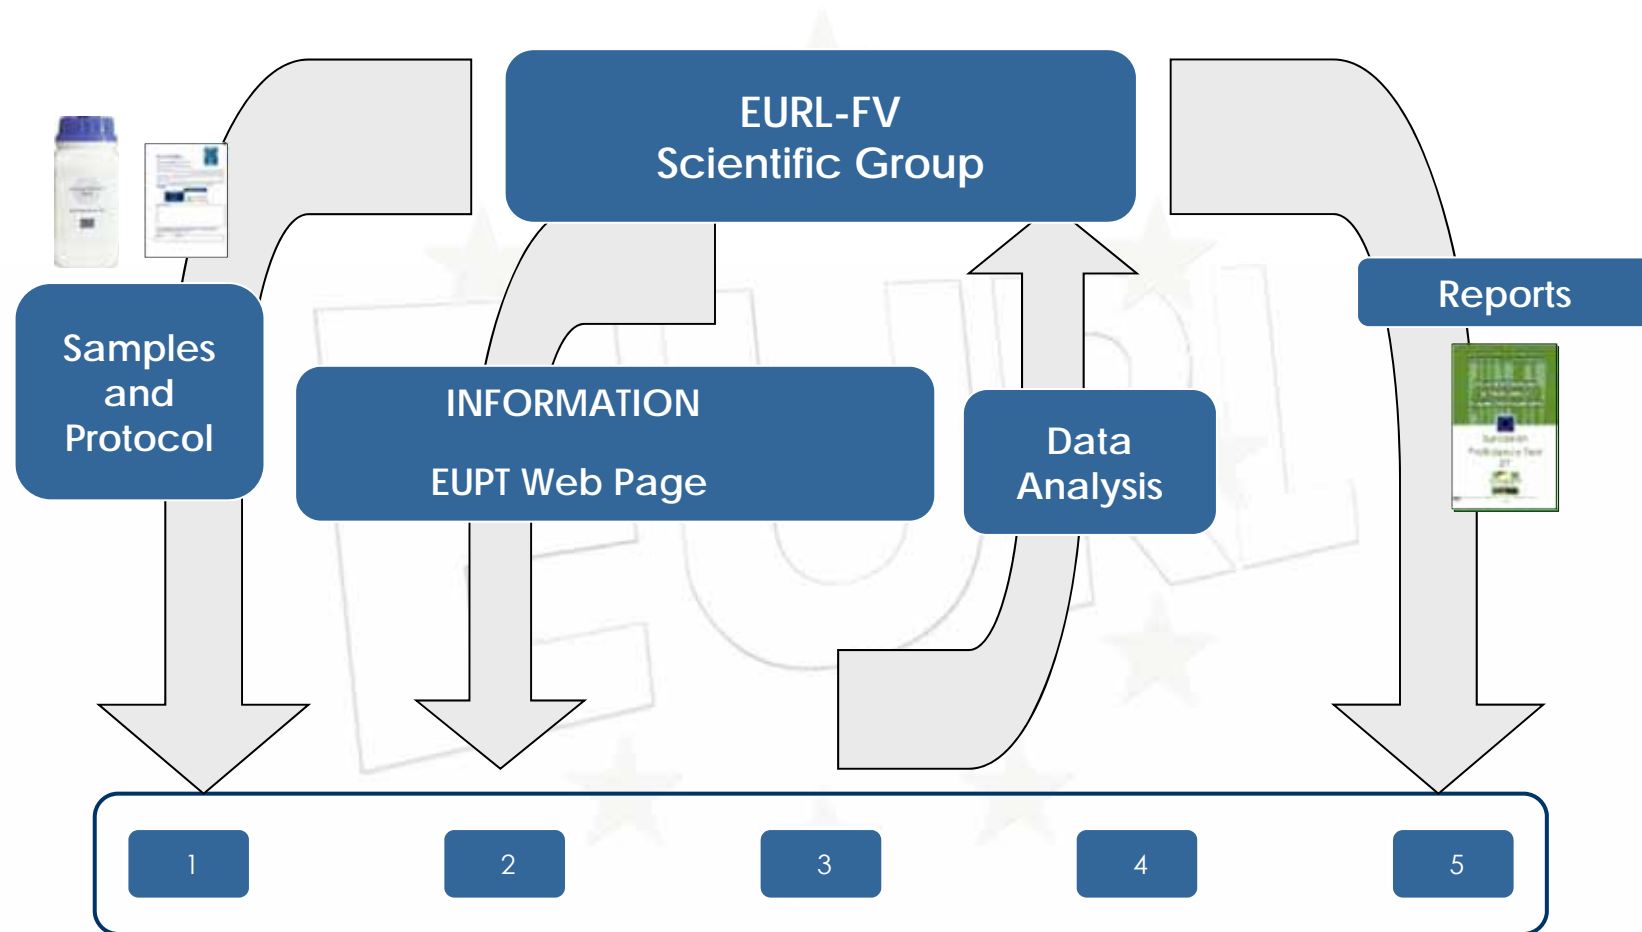 EURL-FV
Scientific Group
Reports
Samples
and
Protocol
INFORMATION
EUPT Web Page
Data
Analysis
EURL
1
2
3
4
5